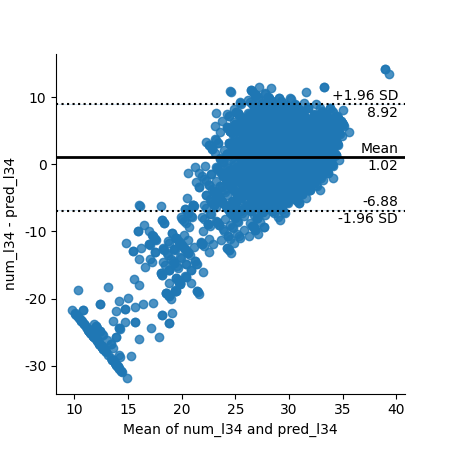 10
0
-10
-20
-30
num_l34 - pred_l34
+1.96 SD
8.92
Mean
1.02
-6.88
-1.96 SD
10 15 20 25 30 35 40
Mean of num_l34 and pred_l34